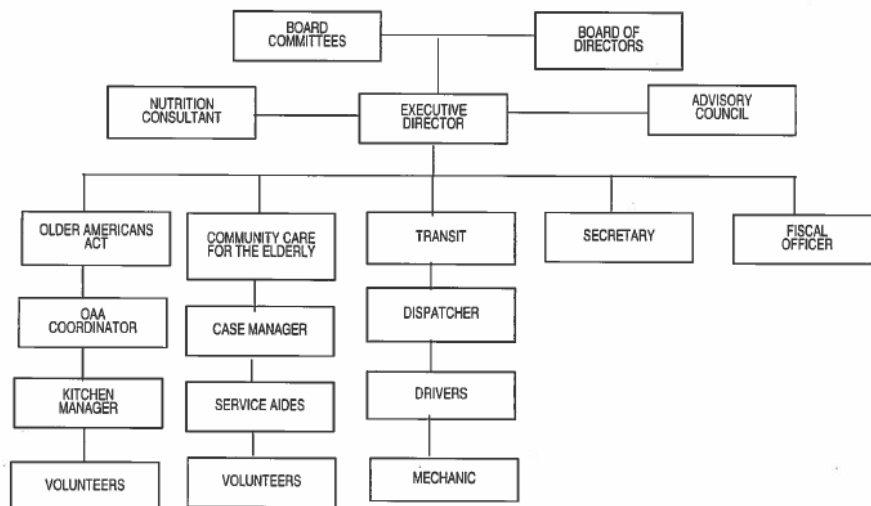 BOARD
COMMITTEES
BOARD OF
DIRECTORS
NUTRITION
CONSULTANT
EXECUTIVE
DIRECTOR
ADVISORY
COUNCIL
OLDER AMERICANS
ACT
COMMUNITY CARE
FOR THE ELDERLY
TRANSIT
SECRETARY
FISCAL
OFFICER
OAA
COORDINATOR
CASE MANAGER
DISPATCHER
KITCHEN
MANAGER
SERVICE AIDES
DRIVERS
VOLUNTEERS
VOLUNTEERS
MECHANIC